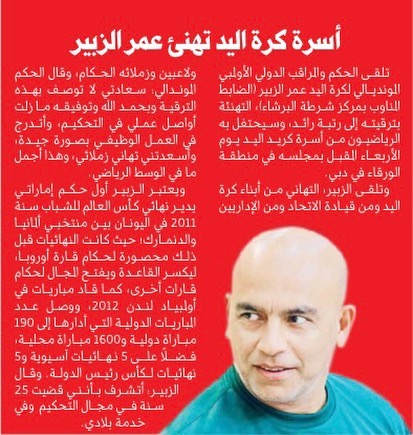 أسرة كرة اليد تهنئ عمر الزبير
تلقى الحكم والمراقب الدولي الأولمبي
المونديالي لكرة اليد عمر الزبير (الضابط
المناوب بمركز شرطة البرشاء)، التهنئة
بترقيته إلى رتبة رائد، وسيحتفل به
الرياضيون من أسرة كريد اليد يوم
الأربعاء المقبل بمجلسه في منطقة
الورقاء في دبي.
وتلقى الزبير، التهاني من أبناء كرة
اليد ومن قيادة الاتحاد ومن الإداريين
ولاعبين وزملائه الحكام، وقال الحكم
الموندالي: سعادتي لا توصف بهذه
الترقية وبحمد الله وتوفيقه ما زلت
أواصل عملي في التحكيم، وأتدرج
في العمل الوظيفي بصورة جيدة،
وأسعدتني تهاني زملائي، وهذا أجمل
ما في الوسط الرياضي.
ويعتبر الزبير أول حكم إماراتي
يدير نهائي كأس العالم للشباب سنة
2011 في اليونان بين منتخبي ألمانيا
والدنمارك؛ حيث كانت النهائيات قبل
ذلك محصورة لحكام قارة أوروبا،
ليكسر القاعدة ويفتح المجال لحكام
قارات أخرى، كما قاد مباريات في
أولمبياد لندن 2012، ووصل عدد
المباريات الدولية التي أدارها إلى 190
مباراة دولية و1600 مباراة محلية،
فضلًا على 5 نهائيات آسيوية و5
نهائيات لكأس رئيس الدولة. وقال
الزبير: أتشرف بأنني قضيت 25
سنة في مجال التحكيم وفي
خدمة بلادي.